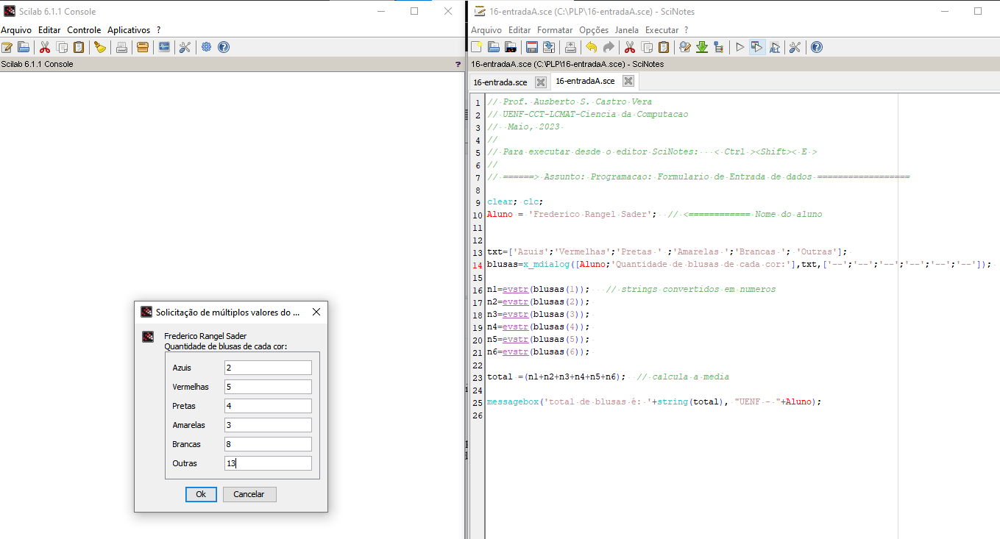 Scilab 6.1.1 Console
Arquivo Editar Controle Aplicativos ?
Scilab 6.1.1 Console
?
Solicitação de múltiplos valores do ...
Frederico Rangel Sader
Quantidade de blusas de cada cor:
Azuis 2
Vermelhas 5
Pretas 4
Amarelas 3
Brancas 8
Outras 13
Ok Cancelar
16-entradaA.sce (C:\PLP\16-entradaA.sce) - SciNotes
Arquivo Editar Formatar Opções Janela Executar ?
16-entradaA.sce (C:\PLP\16-entradaA.sce) - SciNotes
16-entrada.sce 16-entradaA.sce
1 // Prof. Ausberto S. Castro Vera
2 // UENF-CCT-LCMAT-Ciencia da Computacao
3 //  Maio, 2023
4 //
5 // Para executar desde o editor SciNotes:   < Ctrl ><Shift>< E >
6 //
7 // ======> Assunto: Programacao: Formulario de Entrada de dados ==================
8
9 clear; clc;
10 Aluno = 'Frederico Rangel Sader';  // <============ Nome do aluno
11
12
13 txt=['Azuis';'Vermelhas';'Pretas ' ;'Amarelas ';'Brancas '; 'Outras'];
14 blusas=x_mdialog([Aluno;'Quantidade de blusas de cada cor:'],txt,['--';'--';'--';'--';'--';'--']);
15
16 n1=evstr(blusas(1));   // strings convertidos em numeros
17 n2=evstr(blusas(2));
18 n3=evstr(blusas(3));
19 n4=evstr(blusas(4));
20 n5=evstr(blusas(5));
21 n6=evstr(blusas(6));
22
23 total =(n1+n2+n3+n4+n5+n6);  // calcula a media
24
25 messagebox('total de blusas é: '+string(total), "UENF - "+Aluno);
26